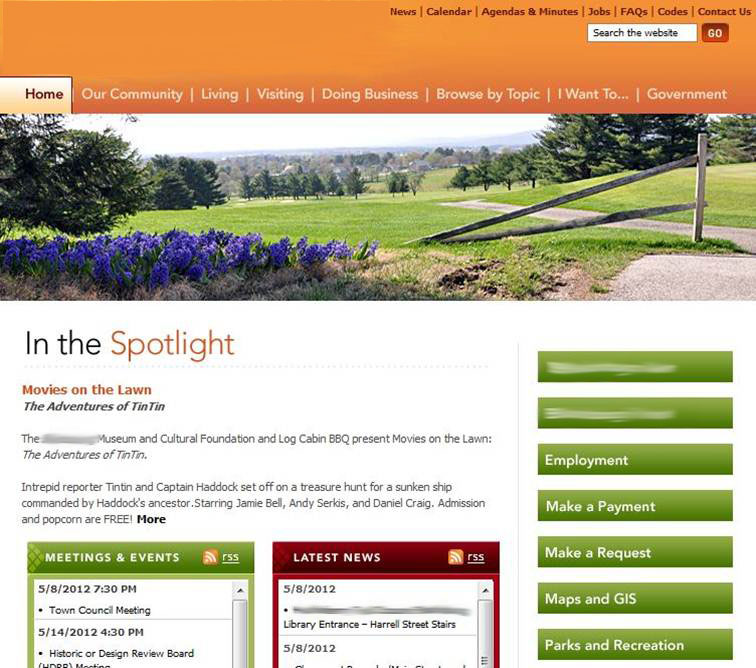 News | Calendar | Agendas & Minutes | Jobs | FAQs | Codes | Contact Us
Search the website GO
Home Our Community | Living | Visiting | Doing Business | Browse by Topic | I Want To... | Government
In the Spotlight
Movies on the Lawn
The Adventures of TinTin
The Museum and Cultural Foundation and Log Cabin BBQ present Movies on the Lawn:
The Adventures of TinTin.
Intrepid reporter Tintin and Captain Haddock set off on a treasure hunt for a sunken ship
commanded by Haddock's ancestor.Starring Jamie Bell, Andy Serkis, and Daniel Craig. Admission
and popcorn are FREE! More
MEETINGS & EVENTS rss
5/8/2012 7:30 PM
• Town Council Meeting
5/14/2012 4:30 PM
• Historic or Design Review Board
(HDRB) Meeting
LATEST NEWS rss
5/8/2012
•
Library Entrance – Harrell Street Stairs
5/8/2012
Employment
Make a Payment
Make a Request
Maps and GIS
Parks and Recreation